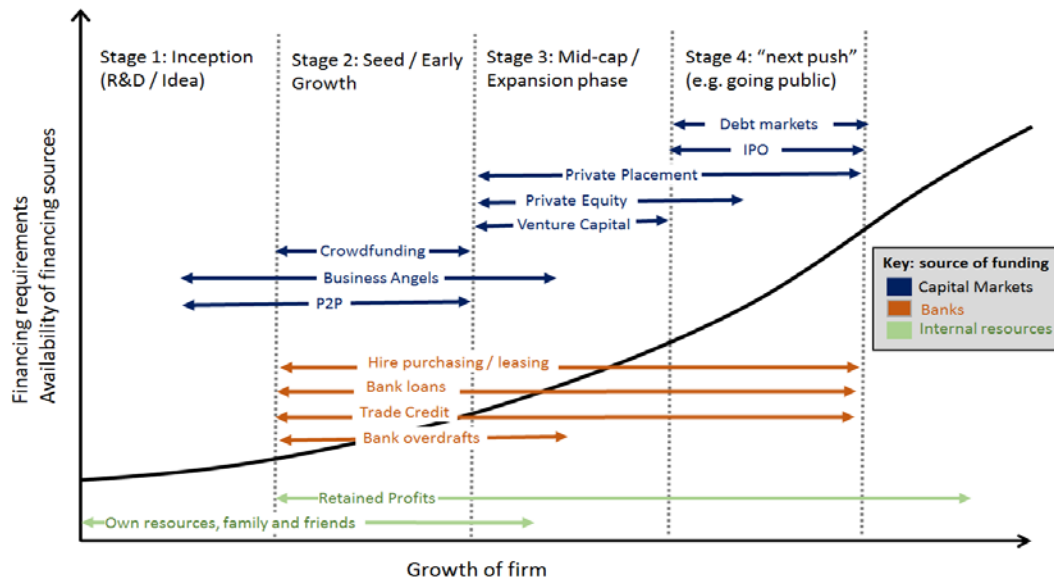 Stage 1: Inception
(R&D / Idea)
Stage 2: Seed / Early
Growth
Stage 3: Mid-cap /
Expansion phase
Stage 4: “next push”
(e.g. going public)
Debt markets
IPO
Private Placement
Private Equity
Venture Capital
Crowdfunding
Business Angels
P2P
Key: source of funding
Capital Markets
Banks
Internal resources
Hire purchasing / leasing
Bank loans
Trade Credit
Bank overdrafts
Retained Profits
Own resources, family and friends
Financing requirements
Availability of financing sources
Growth of firm